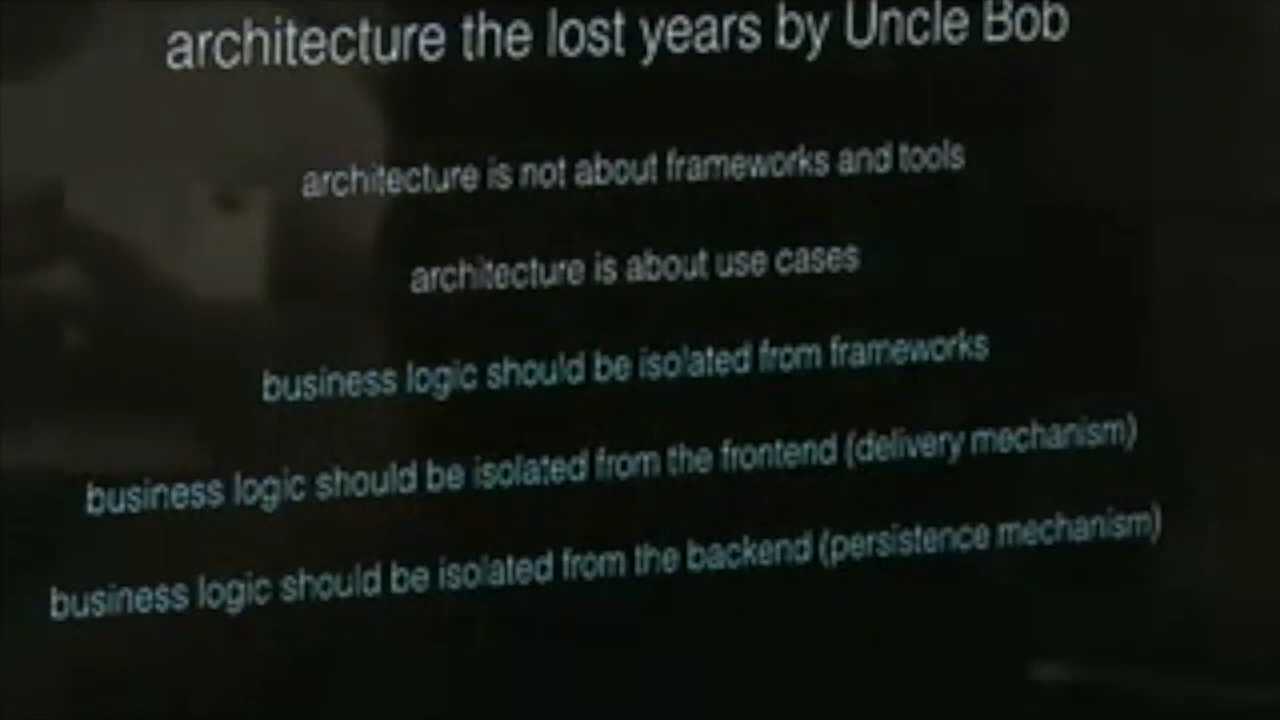 architecture the lost years by Uncle Bob
architecture is not about frameworks and tools
architecture is about use cases
business logic should be isolated from frameworks
business logic should be isolated from the frontend (delivery mechanism)
business logic should be isolated from the backend (persistence mechanism)